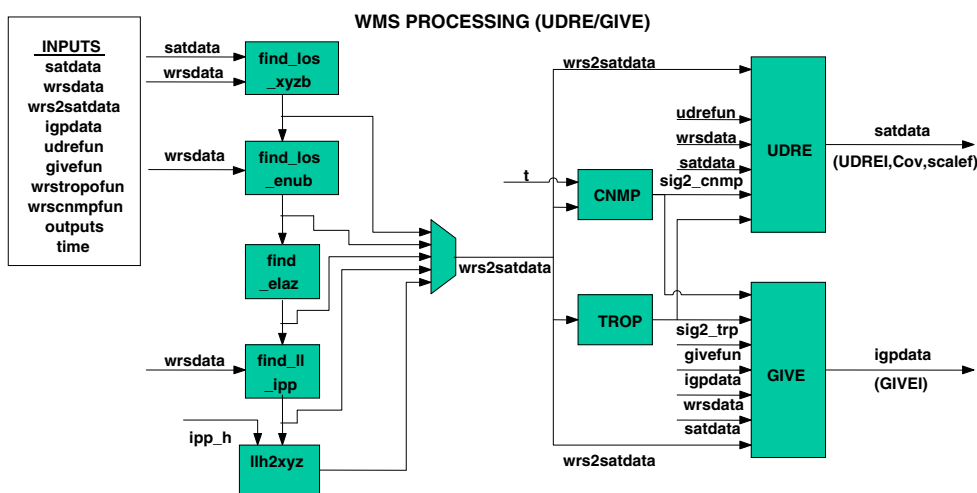 WMS PROCESSING (UDRE/GIVE)
INPUTS
satdata
wrsdata
wrs2satdata
igpdata
udrefun
givefun
wrstropofun
wrscnmpfun
outputs
time
satdata
wrsdata
find_los
_xyzb
wrsdata
find_los
_enub
find
_elaz
wrsdata
find_ll
_ipp
ipp_h
llh2xyz
wrs2satdata
t
CNMP
sig2_cnmp
TROP
sig2_trp
wrs2satdata
udrefun
wrsdata
satdata
UDRE
satdata
(UDREI,Cov,scalef)
givefun
igpdata
wrsdata
satdata
wrs2satdata
GIVE
igpdata
(GIVEI)